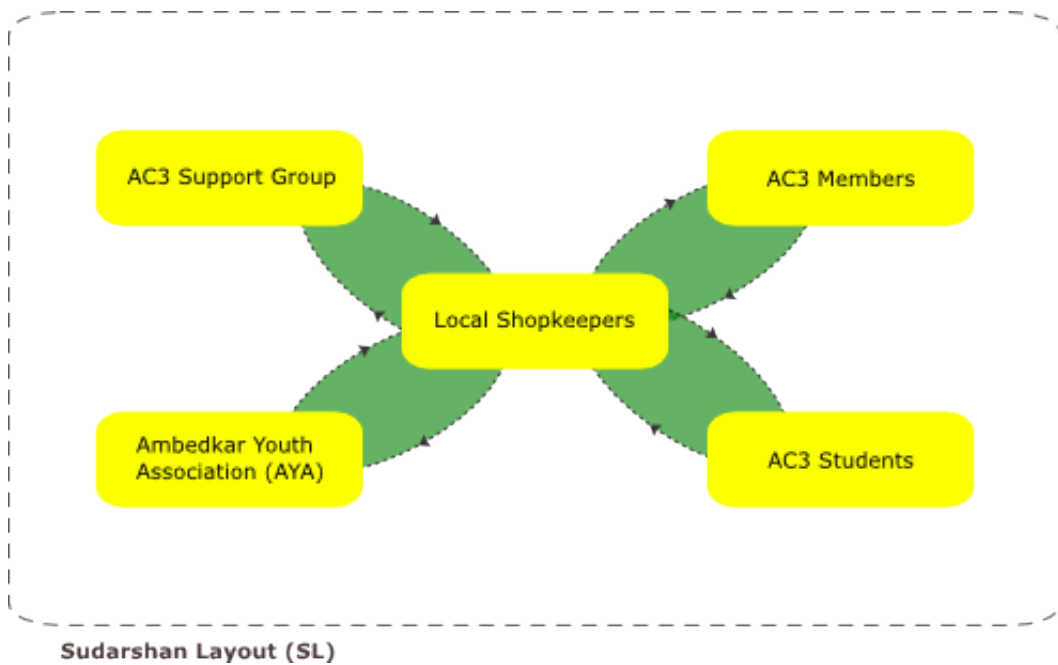 AC3 Support Group
AC3 Members
Local Shopkeepers
Ambedkar Youth
Association (AYA)
AC3 Students
Sudarshan Layout (SL)